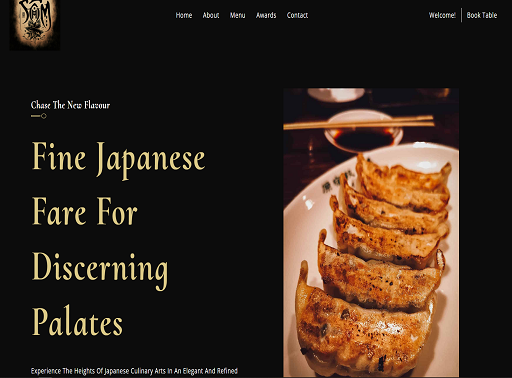 SAM
Home About Menu Awards Contact
Welcome! Book Table
Chase The New Flavour
Fine Japanese
Fare For
Discerning
Palates
Experience The Heights Of Japanese Culinary Arts In An Elegant And Refined